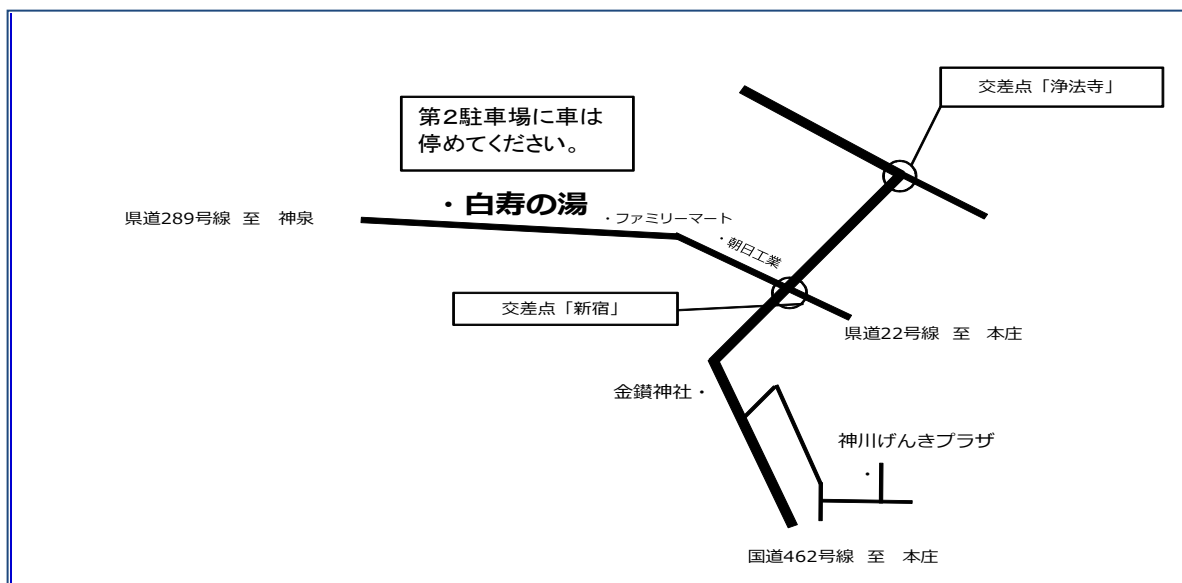 交差点「浄法寺」
第2駐車場に車は
停めてください。
・白寿の湯
・ファミリーマート
県道289号線 至 神泉
・朝日工業
交差点「新宿」
県道22号線 至 本庄
金鑚神社・
神川げんきプラザ
・
国道462号線 至 本庄